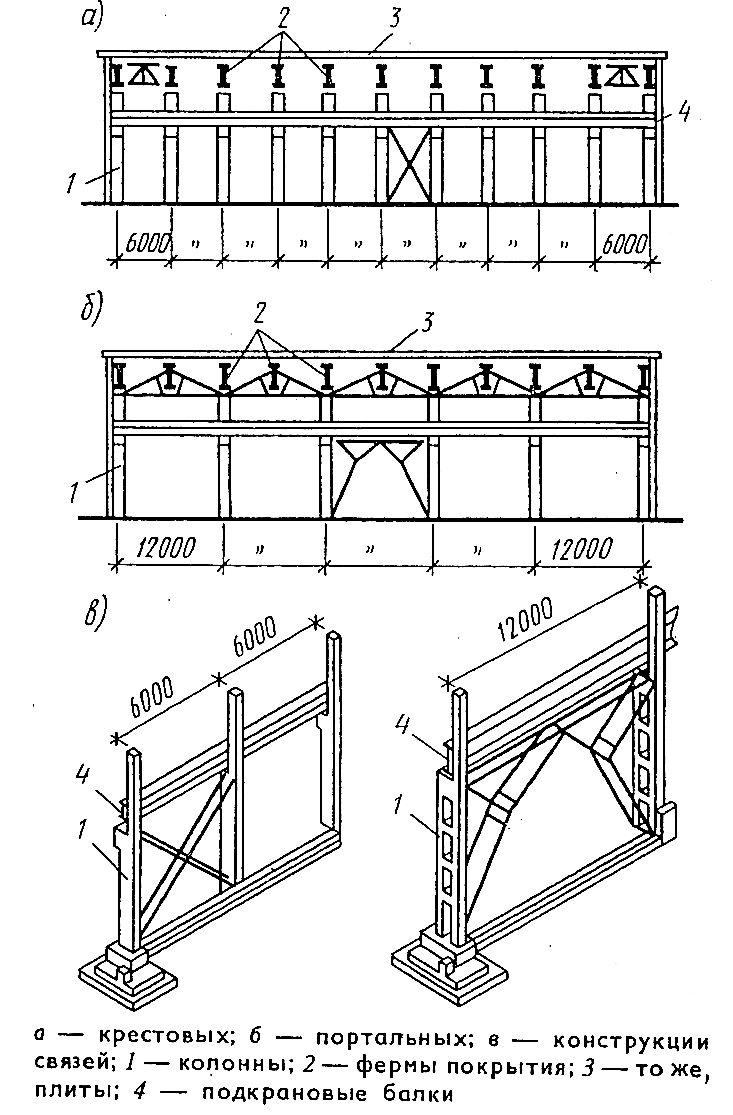 а)
2
3
4
1
6000 » » » » » » » » 6000
б)
2
3
1
12000 » » » 12000
в)
6000
6000
12000
4
4
1
1
а — крестовых; б — портальных; в — конструкции
связей; 1 — колонны; 2 — фермы покрытия; 3 — то же,
плиты; 4 — подкрановые балки